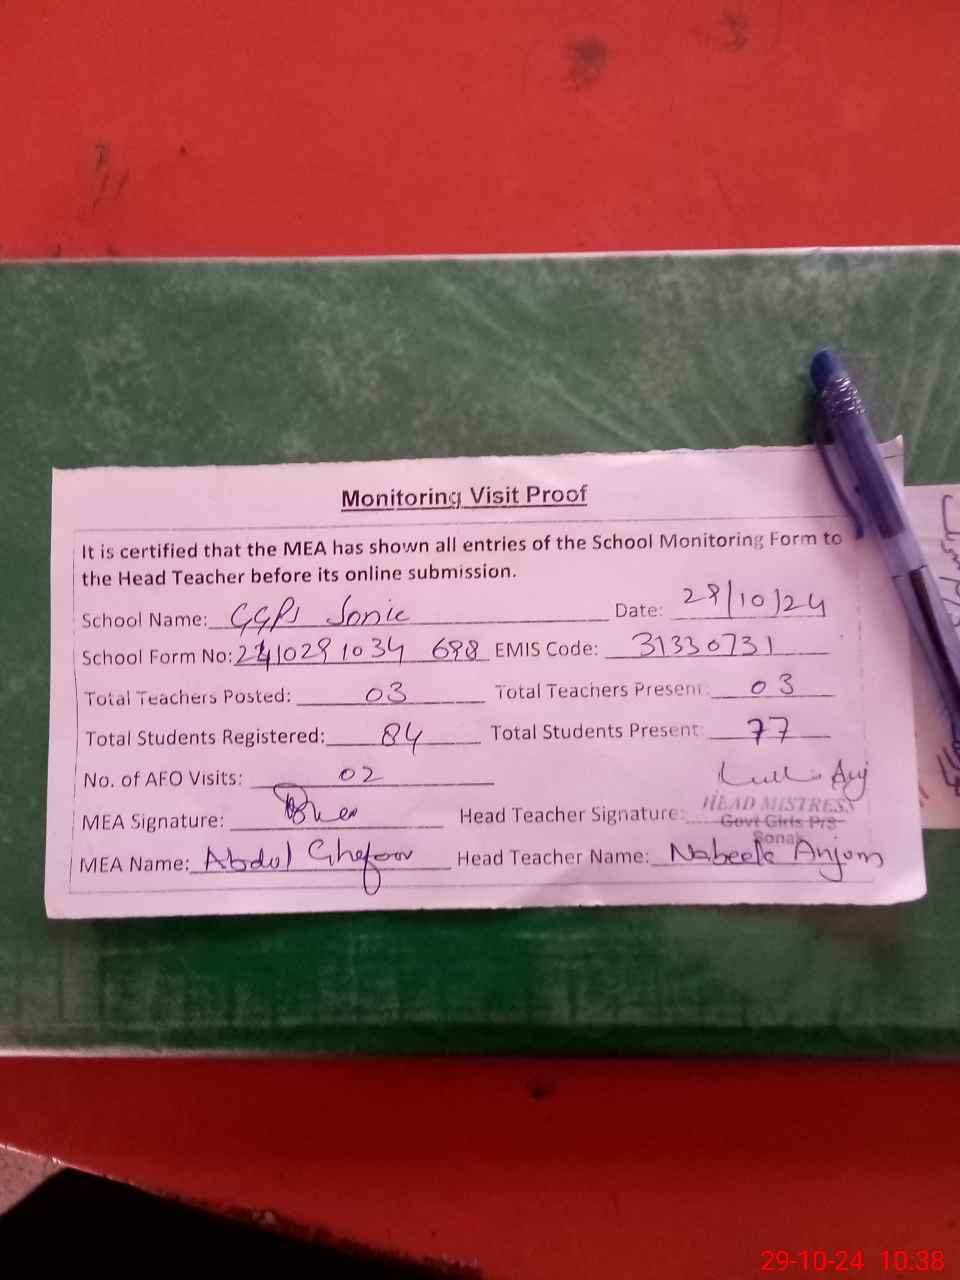 Monitoring Visit Proof
It is certified that the MEA has shown all entries of the School Monitoring Form to
the Head Teacher before its online submission.
School Name: GGPS Sonic Date: 29/10/24
School Form No: 241029 1034 698 EMIS Code: 31330731
Total Teachers Posted: 03 Total Teachers Present: 03
Total Students Registered: 84 Total Students Present: 77
No. of AFO Visits: 02
MEA Signature: Head Teacher Signature:
HEAD MISTRESS
Govt Girls P/S
MEA Name: Abdul Ghafoor Head Teacher Name: Nabeela Anjum
29-10-24 10:38